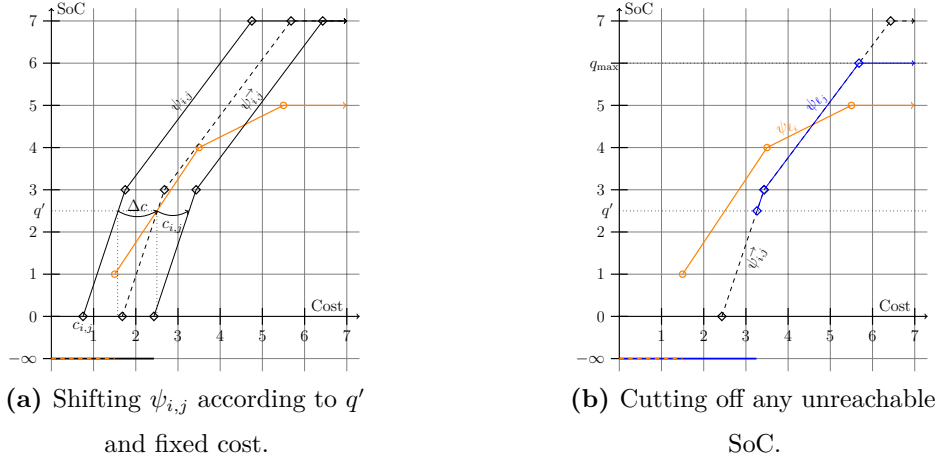 SoC
7
6
5
4
3
q′
2
1
0
−∞
ψi,j
ψ⃗i,j
Δc
ci,j
ci,j
Cost
1 2 3 4 5 6 7
(a) Shifting ψi,j according to q′
and fixed cost.
SoC
7
qmax
5
4
3
q′
2
1
0
−∞
ψ⃗i,j
Cost
1 2 3 4 5 6 7
(b) Cutting off any unreachable
SoC.